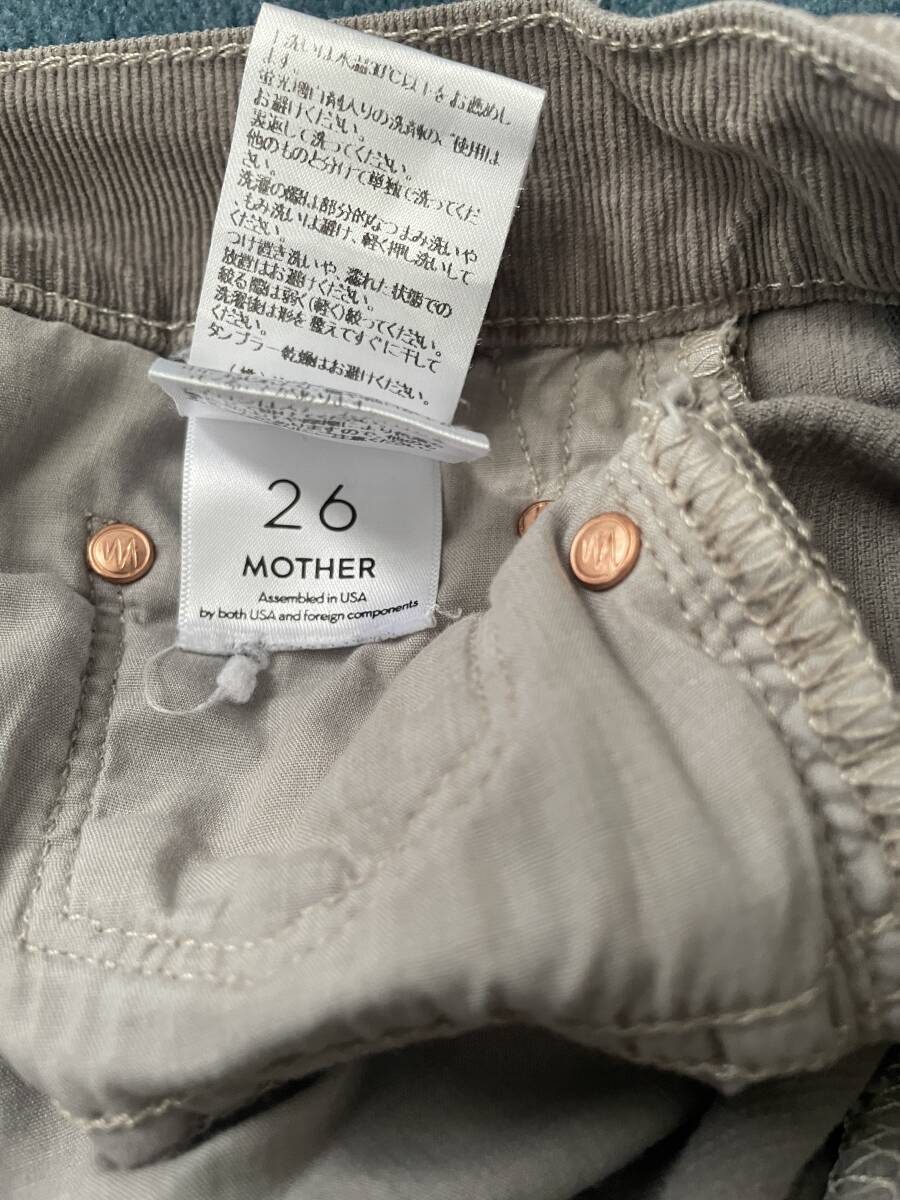 洗いは水温30℃以上をお薦めし
ます。
蛍光増白剤入りの洗剤の、ご使用は
お避けください。
裏返して洗ってください。
他のものと分けて単独で洗ってくだ
さい。
洗濯の際は部分的なつまみ洗いや
もみ洗いは避け、軽く押し洗いして
ください。
つけ置き洗いや、濡れた状態での
放置はお避けください。
絞る際は弱く(軽く)絞ってください。
洗濯後は形を整えてすぐに干して
ください。
タンブラー乾燥はお避けください。
26
MOTHER
Assembled in USA
by both USA and foreign components